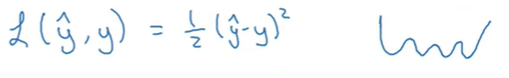 ℒ(ŷ, y) = ½(ŷ-y)²